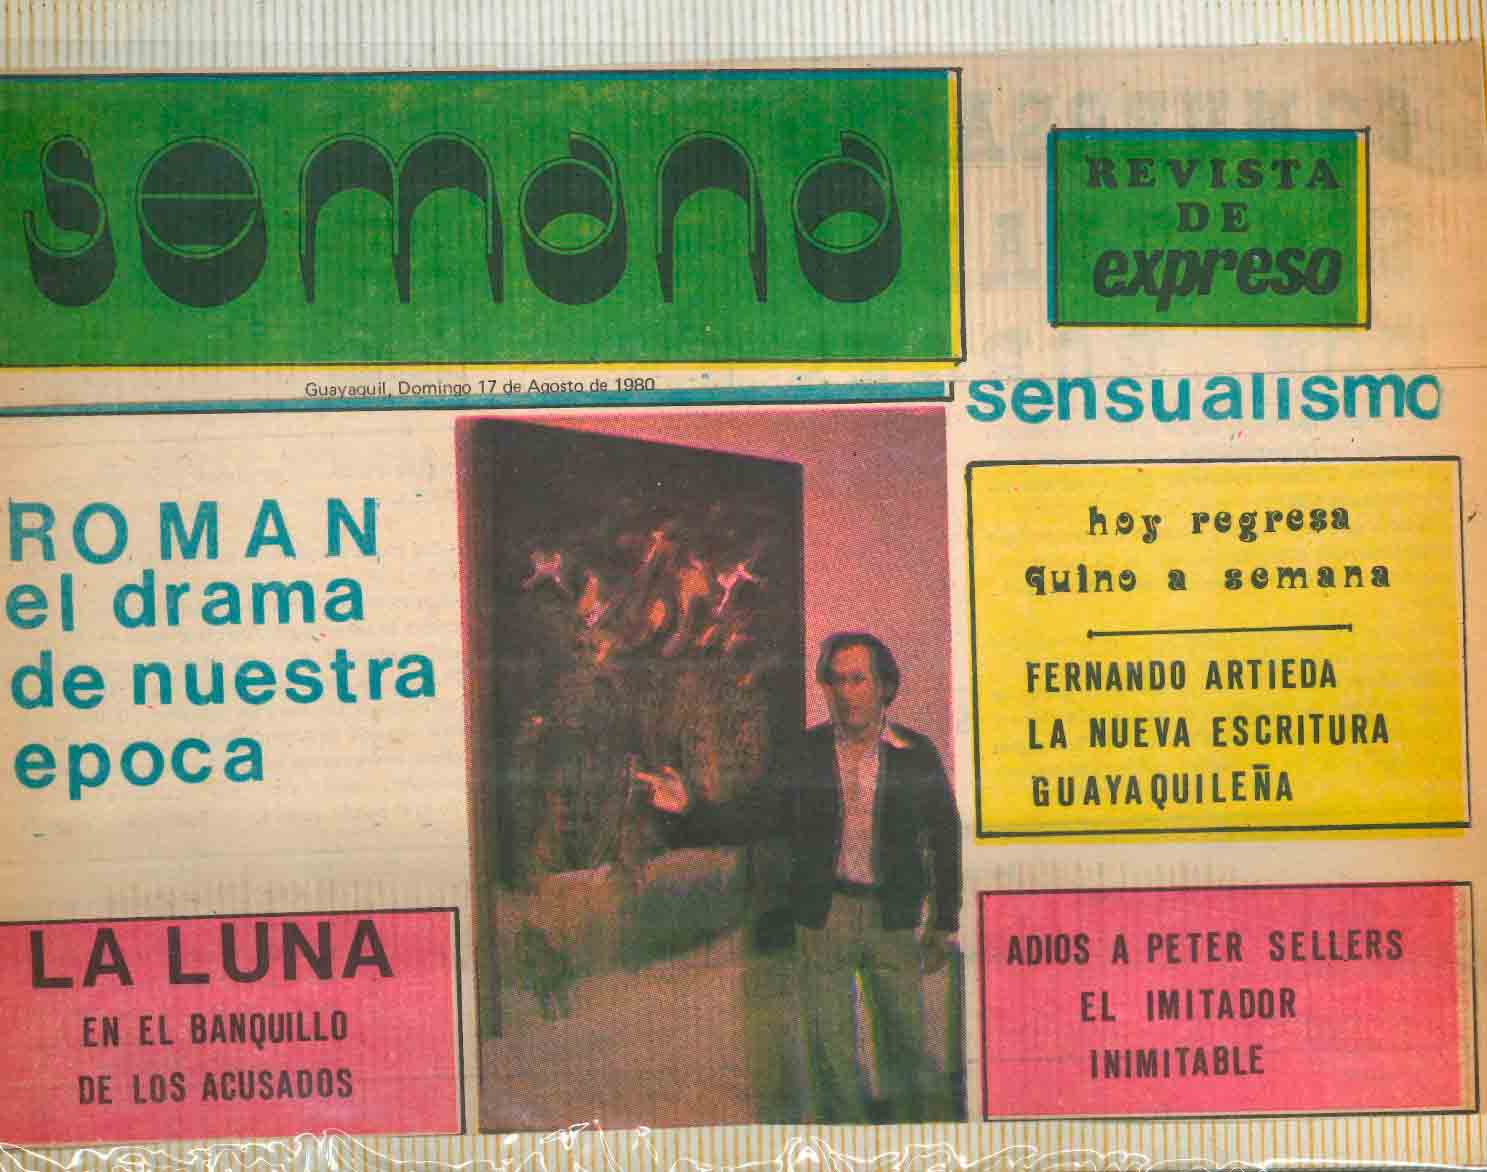 semana
REVISTA
DE
expreso
Guayaquil, Domingo 17 de Agosto de 1980
sensualismo
ROMAN
el drama
de nuestra
epoca
hoy regresa
quino a semana
FERNANDO ARTIEDA
LA NUEVA ESCRITURA
GUAYAQUILEÑA
LA LUNA
EN EL BANQUILLO
DE LOS ACUSADOS
ADIOS A PETER SELLERS
EL IMITADOR
INIMITABLE